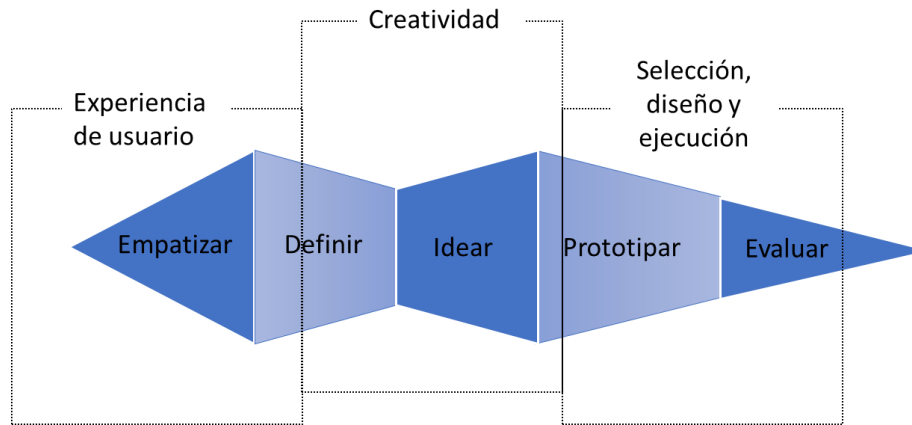 Creatividad
Experiencia
de usuario
Selección,
diseño y
ejecución
Empatizar
Definir
Idear
Prototipar
Evaluar